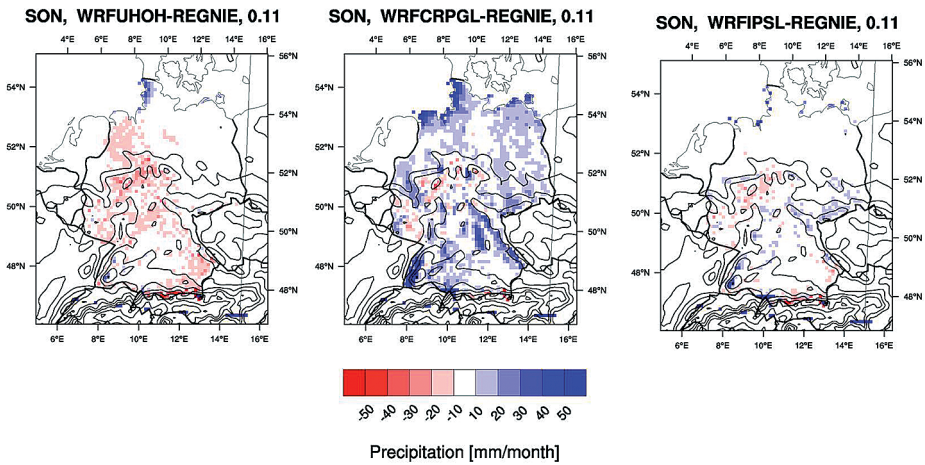 SON, WRFUHOH-REGNIE, 0.11
4°E 6°E 8°E 10°E 12°E 14°E 16°E
56°N
54°N
54°N
52°N
52°N
50°N
50°N
48°N
48°N
6°E 8°E 10°E 12°E 14°E 16°E
SON, WRFCRPGL-REGNIE, 0.11
4°E 6°E 8°E 10°E 12°E 14°E 16°E
56°N
54°N
54°N
52°N
52°N
50°N
50°N
48°N
48°N
6°E 8°E 10°E 12°E 14°E 16°E
SON, WRFIPSL-REGNIE, 0.11
4°E 6°E 8°E 10°E 12°E 14°E 16°E
56°N
54°N
54°N
52°N
52°N
50°N
50°N
48°N
48°N
6°E 8°E 10°E 12°E 14°E 16°E
-50 -40 -30 -20 -10 10 20 30 40 50
Precipitation [mm/month]